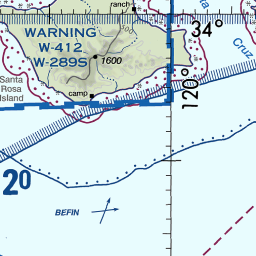 ranch
WARNING
W-412
W-289S
1600
Santa
Rosa
Island
camp
34°
Cruz
120°
2⁰
BEFIN